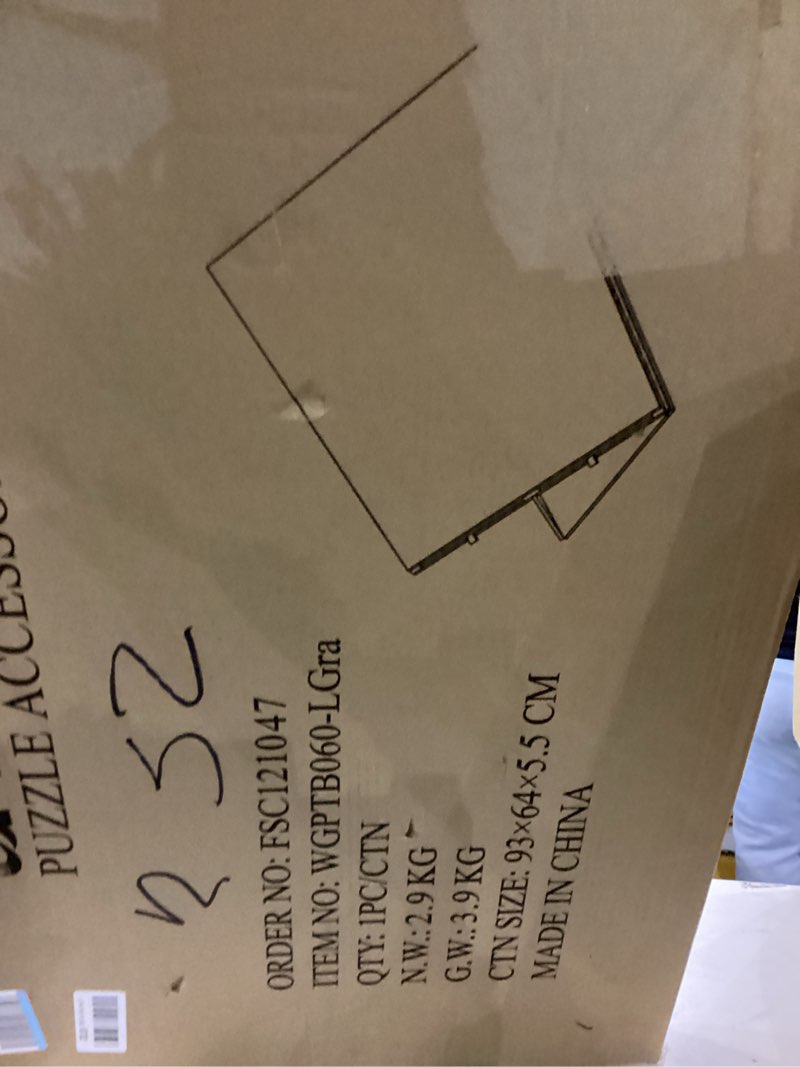 PUZZLE ACCESSO
ORDER NO: FSC121047
ITEM NO: WGPTB060-LGra
QTY: 1PC/CTN
N.W.: 2.9 KG
G.W.: 3.9 KG
CTN SIZE: 93×64×5.5 CM
MADE IN CHINA